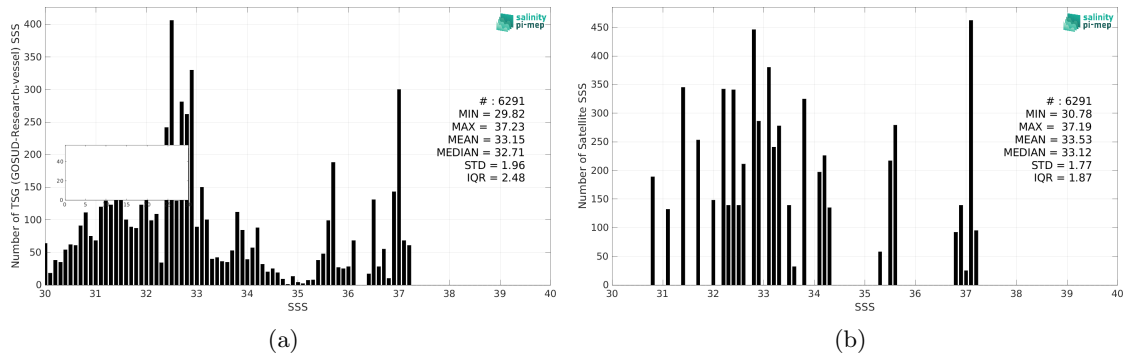 salinity
pi-mep
Number of TSG (GOSUD-Research-vessel) SSS
400
350
300
250
200
150
100
50
0
# : 6291
MIN = 29.82
MAX = 37.23
MEAN = 33.15
MEDIAN = 32.71
STD = 1.96
IQR = 2.48
40
20
0
0 5 10 15 20
30 31 32 33 34 35 36 37 38 39 40
SSS
(a)
salinity
pi-mep
Number of Satellite SSS
450
400
350
300
250
200
150
100
50
0
# : 6291
MIN = 30.78
MAX = 37.19
MEAN = 33.53
MEDIAN = 33.12
STD = 1.77
IQR = 1.87
30 31 32 33 34 35 36 37 38 39 40
SSS
(b)